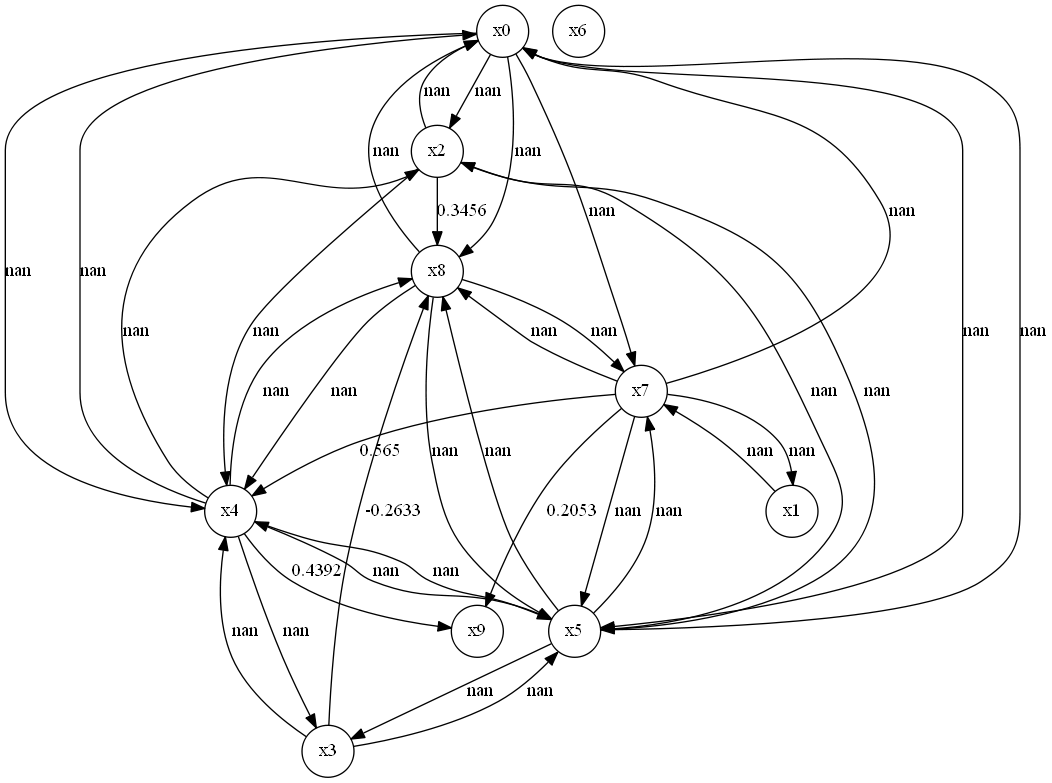 x0 x6
nan nan
x2
nan nan
0.3456 nan nan
x8
nan nan
nan nan nan nan
nan nan nan x7 nan nan
0.565 nan nan nan nan
x4 -0.2633 0.2053 nan nan x1
0.4392 nan nan
nan nan x9 x5
nan nan
x3